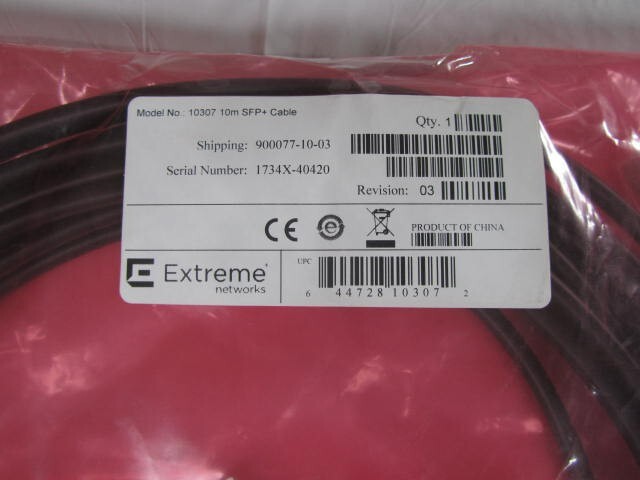 Model No.: 10307 10m SFP+ Cable
Qty. 1
Shipping: 900077-10-03
Serial Number: 1734X-40420
Revision: 03
CE e
PRODUCT OF CHINA
Extreme
networks
UPC
6 44728 10307 2